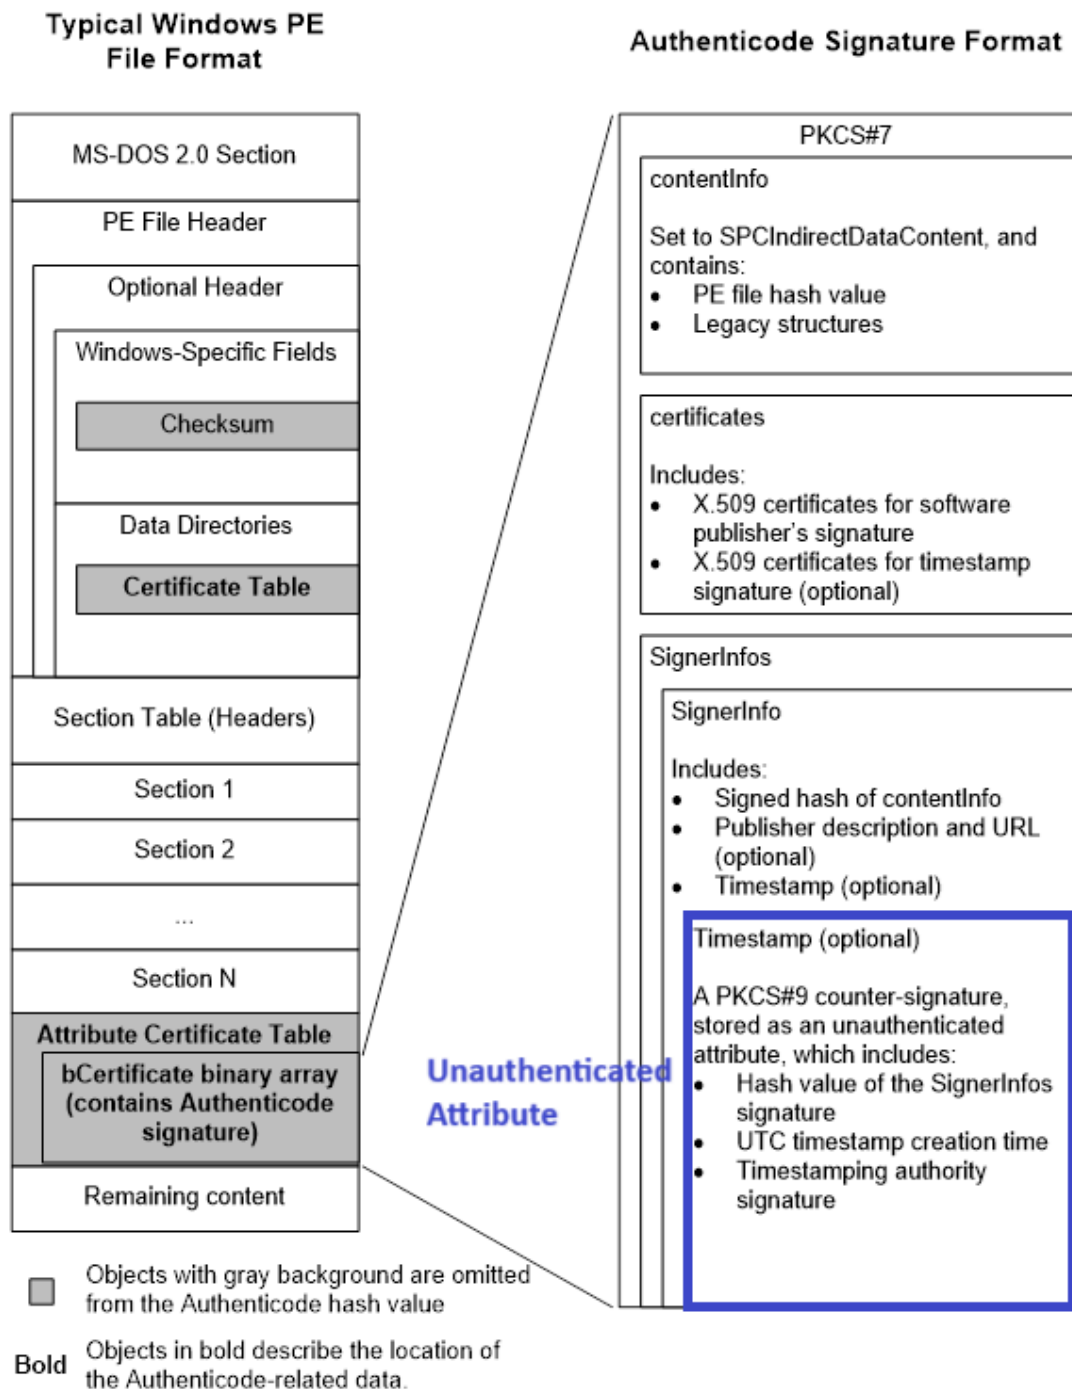 Typical Windows PE
File Format
MS-DOS 2.0 Section
PE File Header
Optional Header
Windows-Specific Fields
Checksum
Data Directories
Certificate Table
Section Table (Headers)
Section 1
Section 2
...
Section N
Attribute Certificate Table
bCertificate binary array
(contains Authenticode
signature)
Remaining content
Objects with gray background are omitted
from the Authenticode hash value
Bold Objects in bold describe the location of
the Authenticode-related data.
Authenticode Signature Format
PKCS#7
contentInfo
Set to SPCIndirectDataContent, and
contains:
• PE file hash value
• Legacy structures
certificates
Includes:
• X.509 certificates for software
publisher's signature
• X.509 certificates for timestamp
signature (optional)
SignerInfos
SignerInfo
Includes:
• Signed hash of contentInfo
• Publisher description and URL
(optional)
• Timestamp (optional)
Unauthenticated
Attribute
Timestamp (optional)
A PKCS#9 counter-signature,
stored as an unauthenticated
attribute, which includes:
• Hash value of the SignerInfos
signature
• UTC timestamp creation time
• Timestamping authority
signature